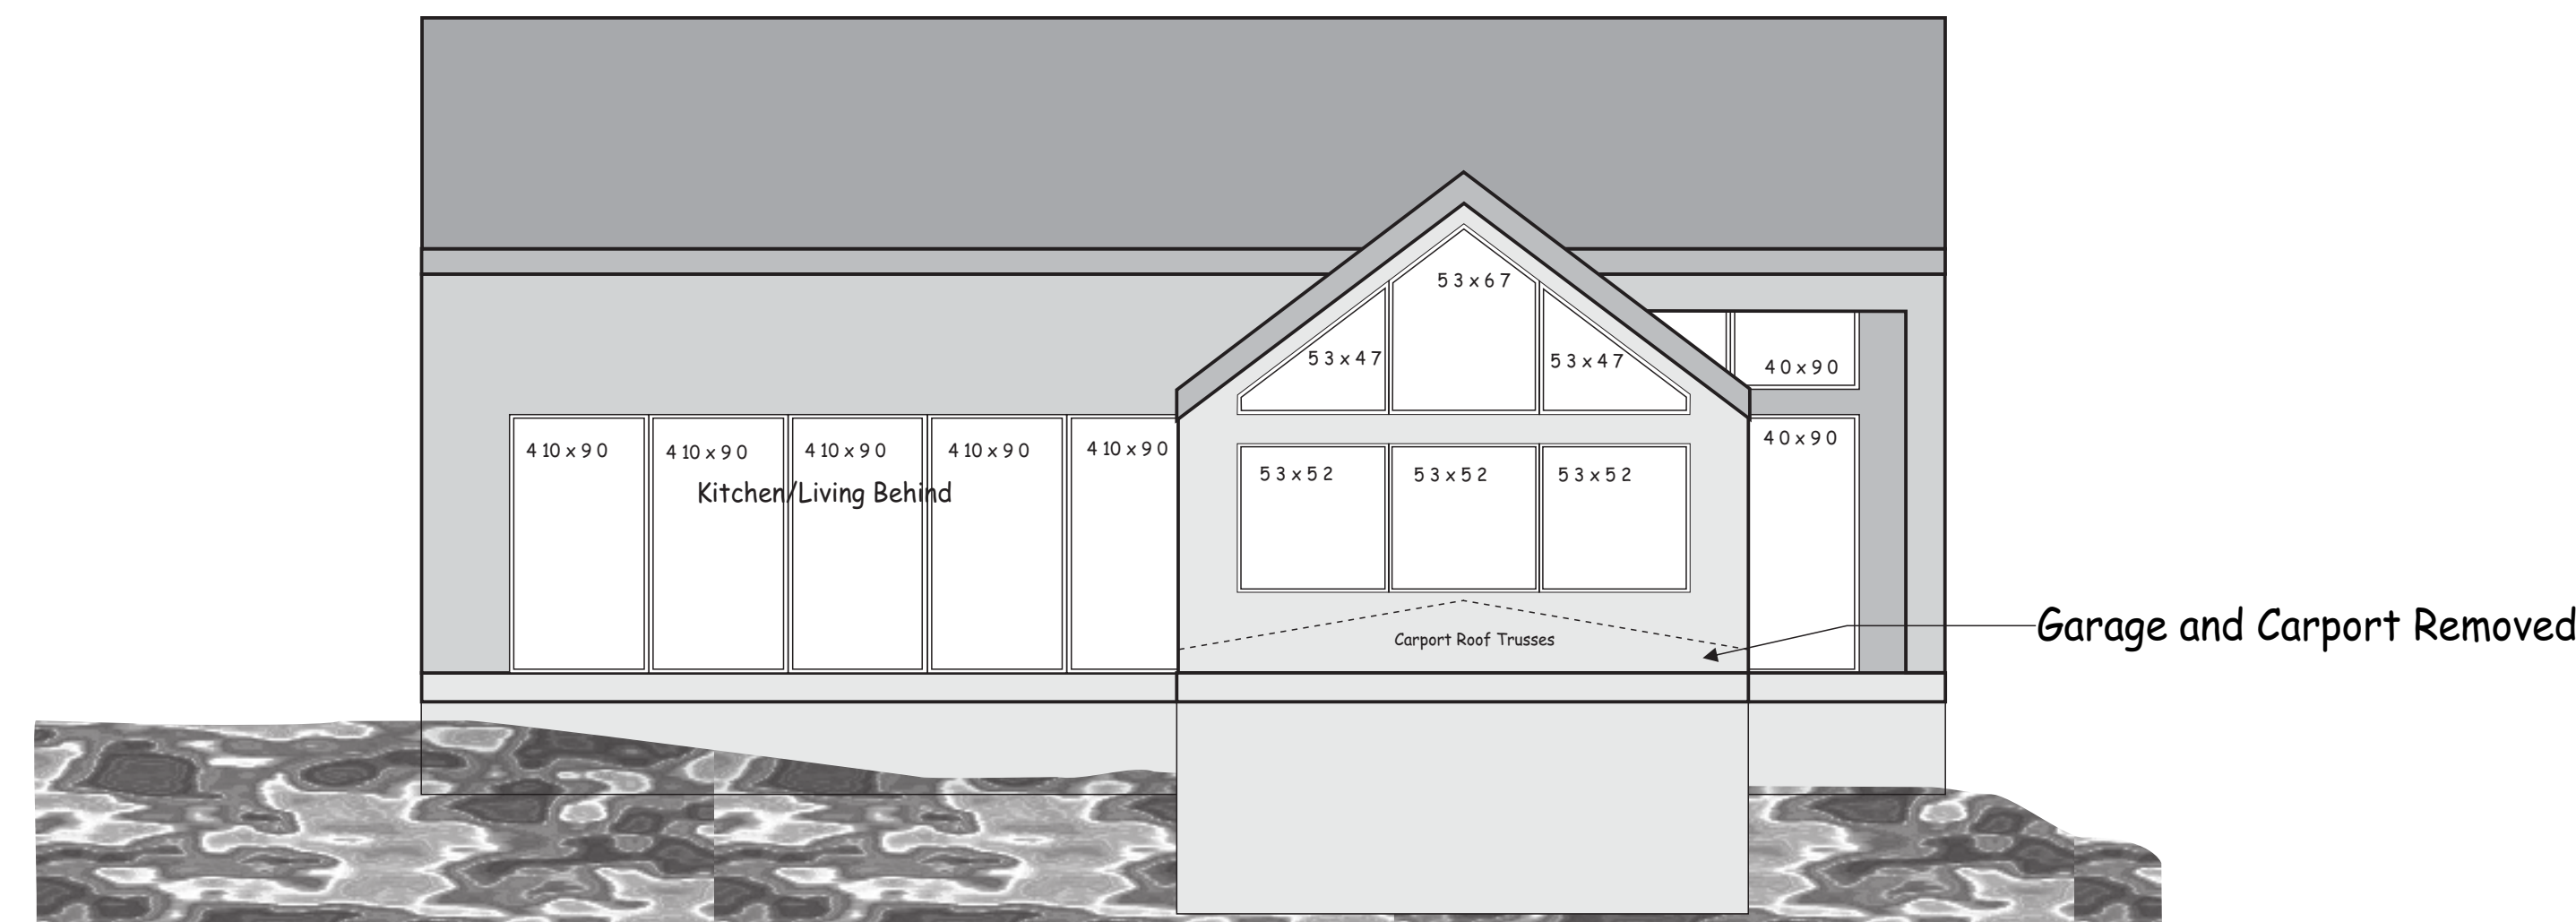 5 3 x 6 7
5 3 x 4 7
5 3 x 4 7
4 0 x 9 0
4 10 x 9 0
4 10 x 9 0
4 10 x 9 0
4 10 x 9 0
4 10 x 9 0
4 0 x 9 0
5 3 x 5 2
5 3 x 5 2
5 3 x 5 2
Kitchen/Living Behind
Carport Roof Trusses
Garage and Carport Removed